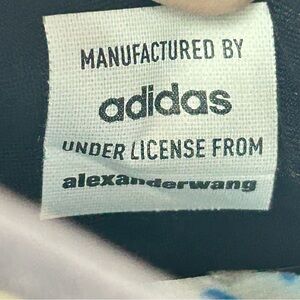 MANUFACTURED BY
adidas
UNDER LICENSE FROM
alexanderwang